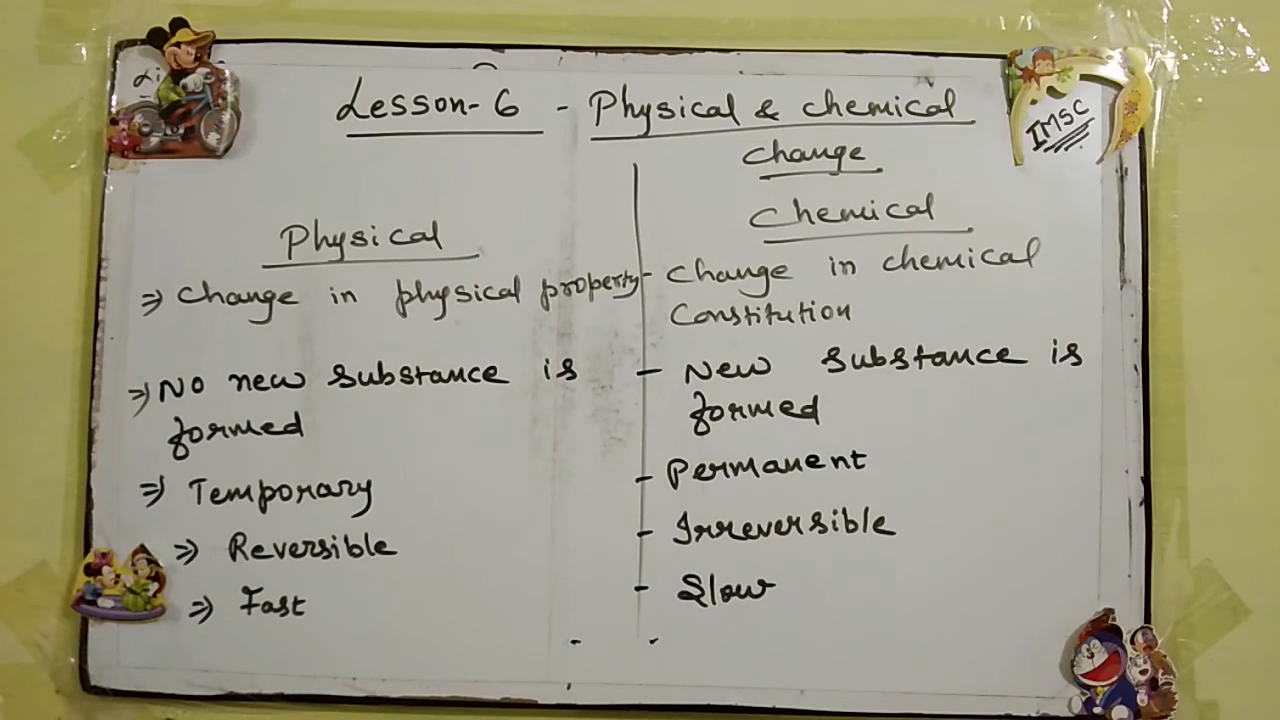 Lesson-6 - Physical & chemical
change
IMSC
Physical
⇒ change in physical property
⇒ No new substance is
formed
⇒ Temporary
⇒ Reversible
⇒ Fast
Chemical
- change in chemical
constitution
- New substance is
formed
- Permanent
- Irreversible
- Slow